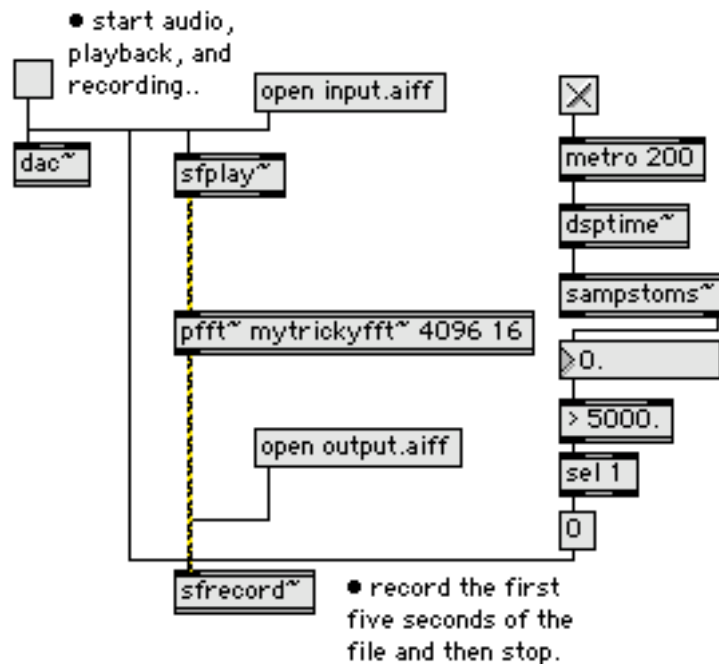 ● start audio,
playback, and
recording..
open input.aiff
dac~
sfplay~
metro 200
dsptime~
sampstoms~
pfft~ mytrickyfft~ 4096 16
0.
> 5000.
open output.aiff
sel 1
0
sfrecord~
● record the first
five seconds of the
file and then stop.